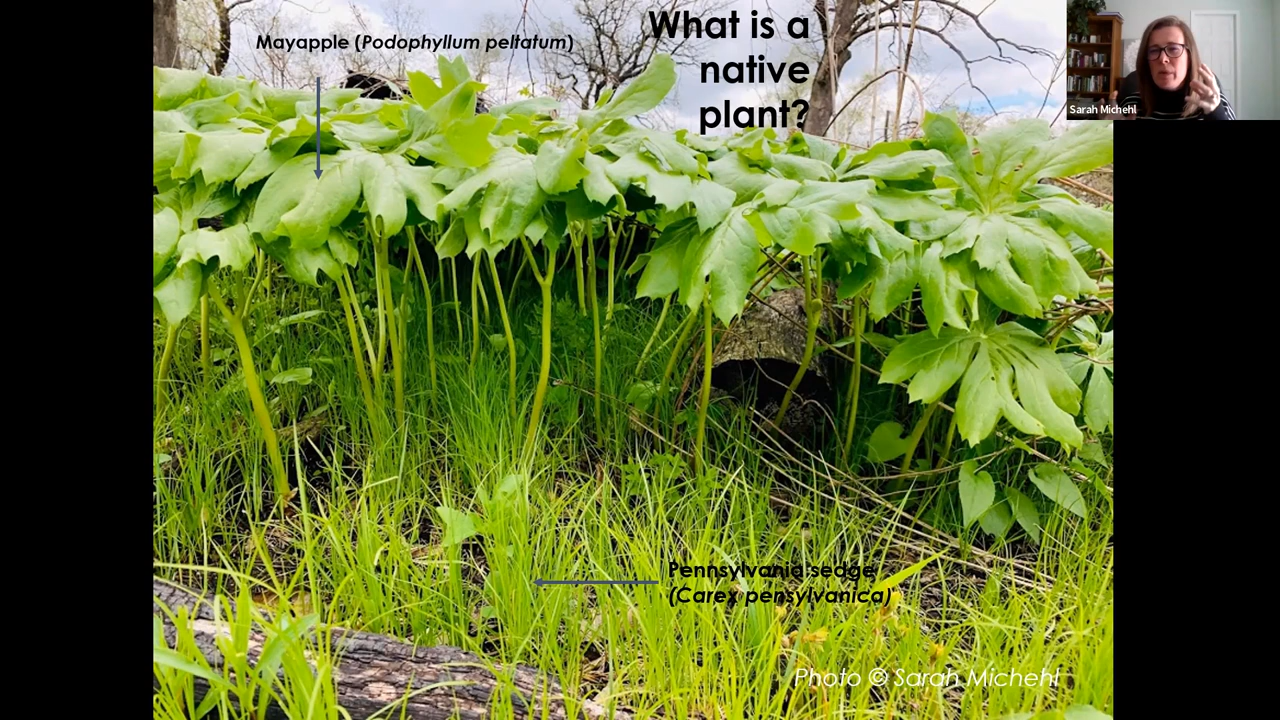 What is a
native
plant?
Mayapple (Podophyllum peltatum)
Sarah Michehl
Pennsylvania sedge
(Carex pensylvanica)
Photo © Sarah Michehl